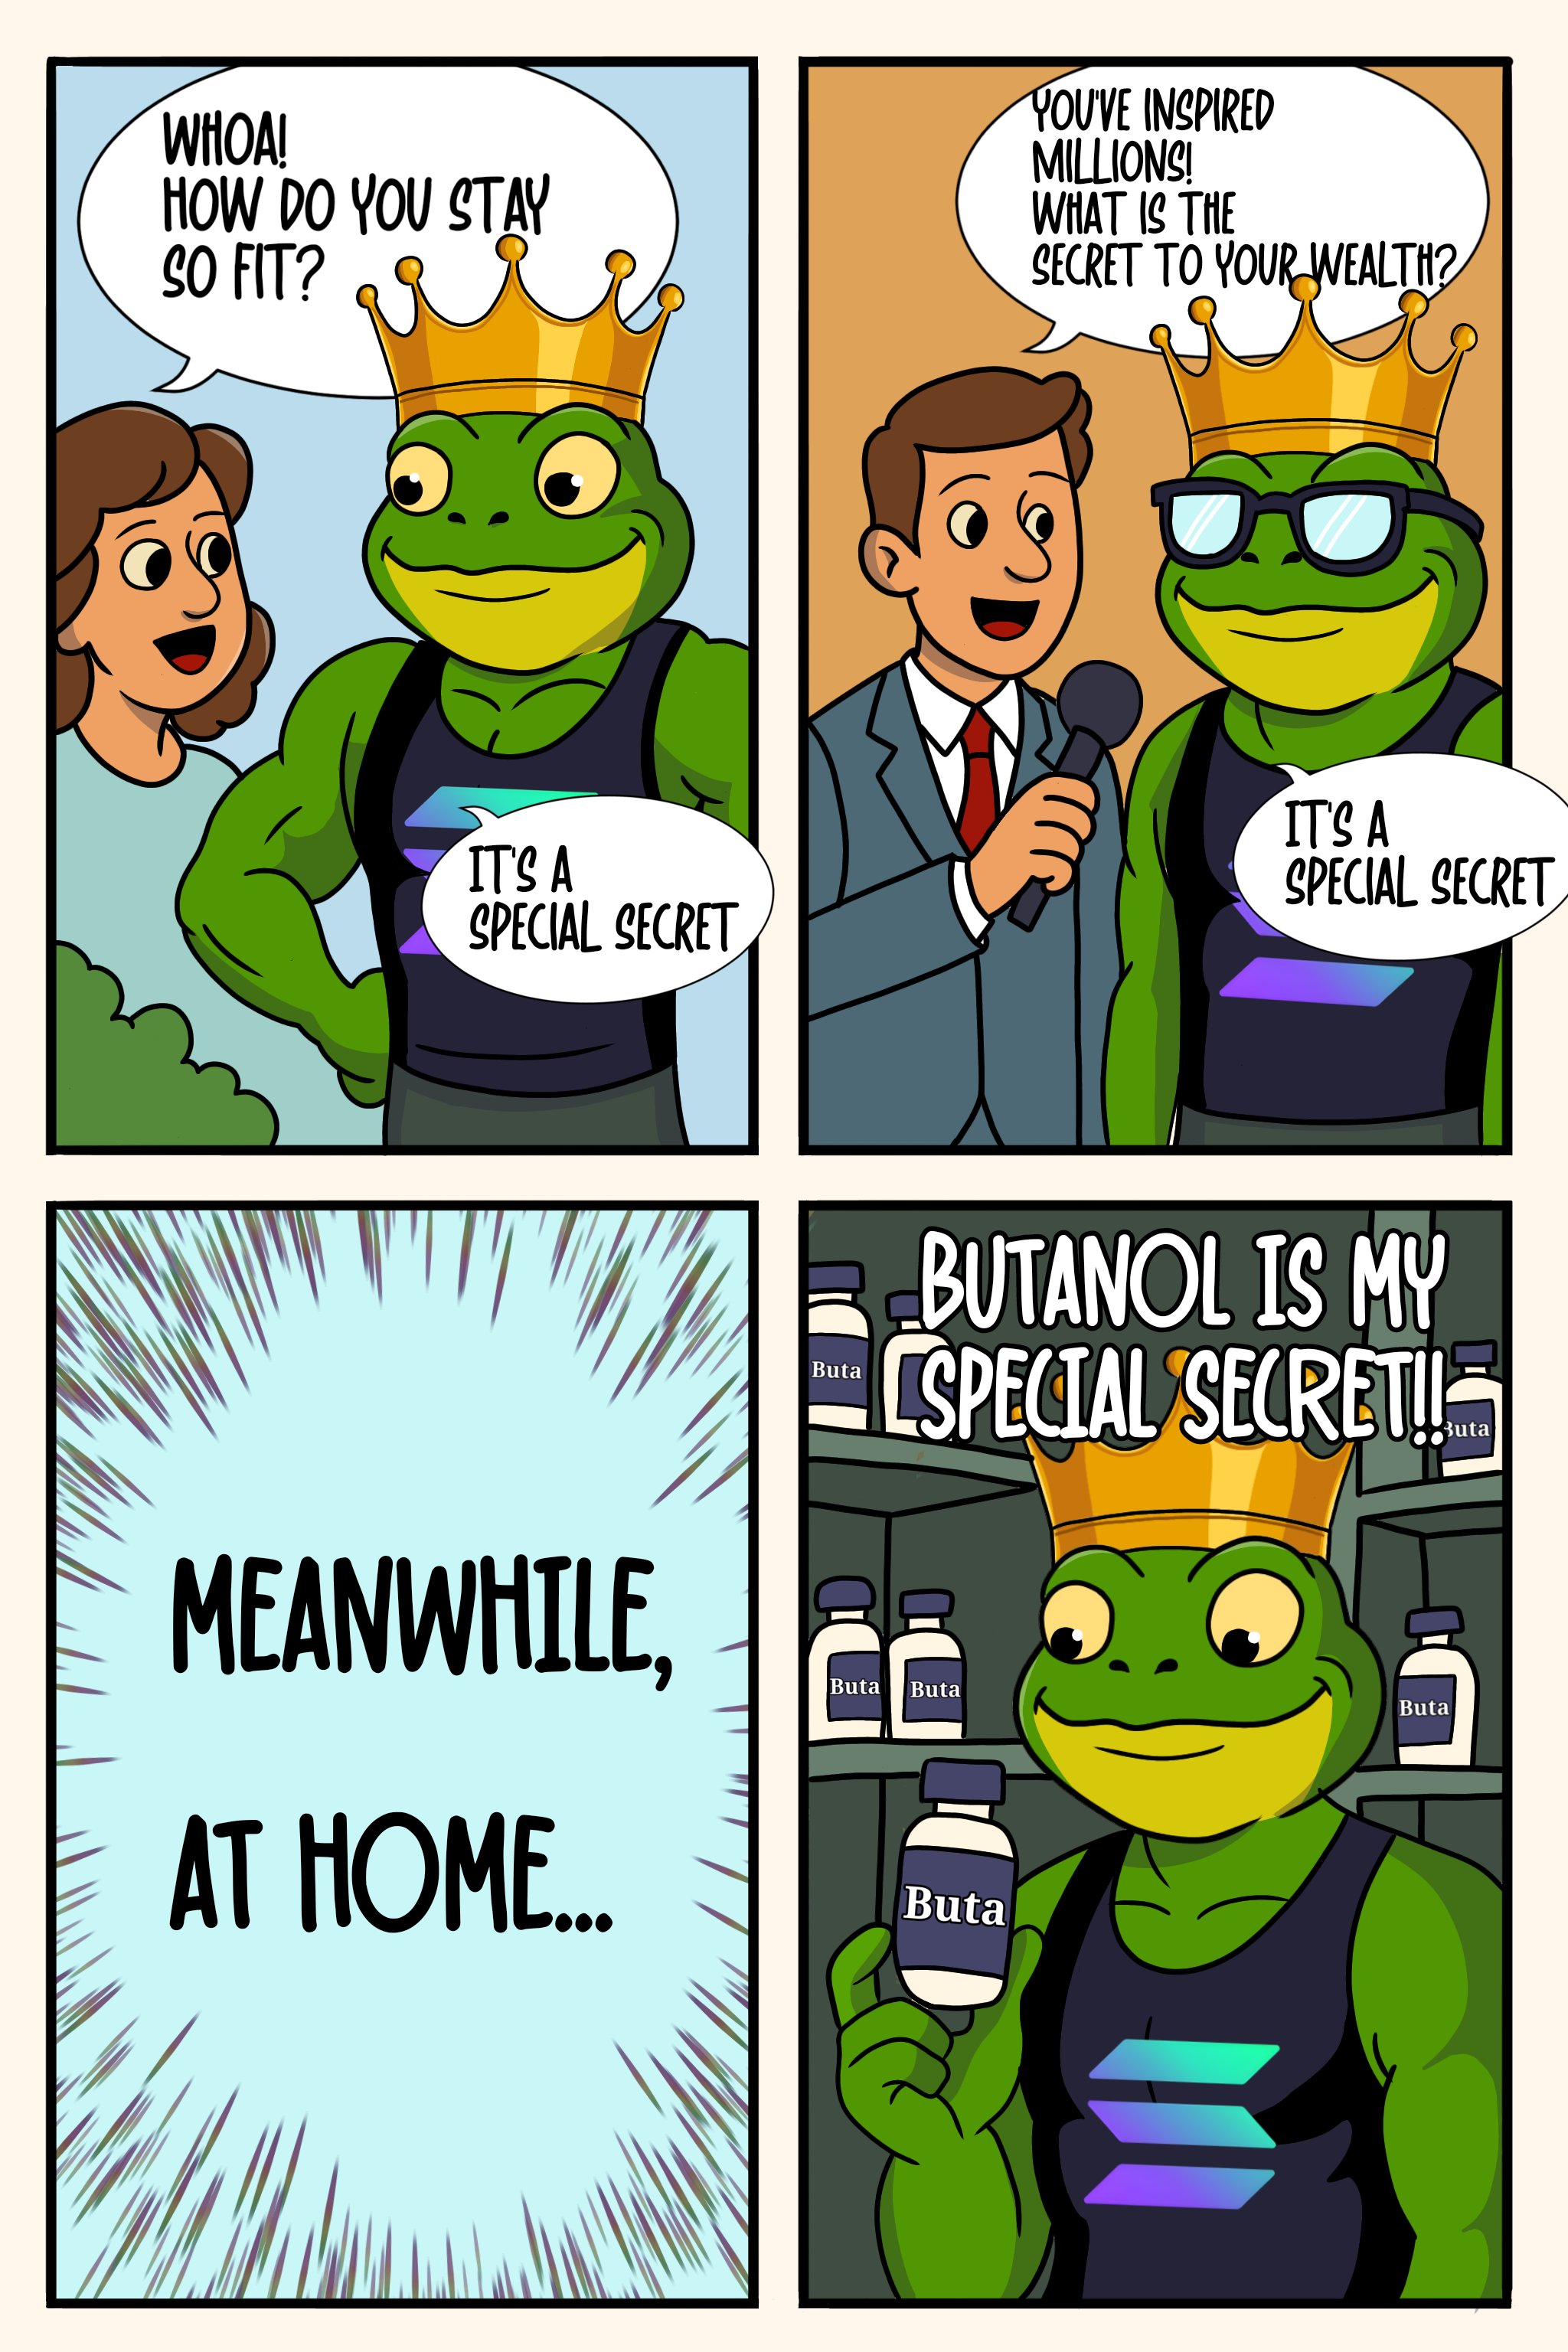 WHOA!
HOW DO YOU STAY
SO FIT?
IT'S A
SPECIAL SECRET
YOU'VE INSPIRED
MILLIONS!
WHAT IS THE
SECRET TO YOUR WEALTH?
IT'S A
SPECIAL SECRET
MEANWHILE,
AT HOME...
BUTANOL IS MY
SPECIAL SECRET!!
Buta
Buta
Buta
Buta
Buta
Buta